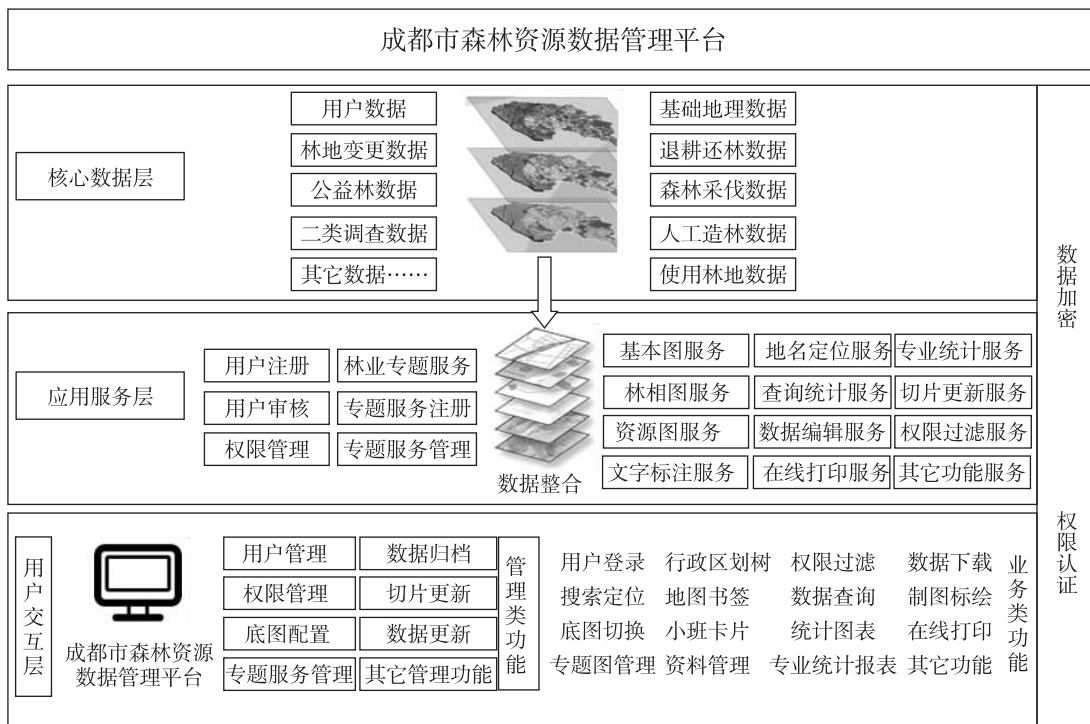 成都市森林资源数据管理平台
核心数据层
用户数据
林地变更数据
公益林数据
二类调查数据
其它数据……
基础地理数据
退耕还林数据
森林采伐数据
人工造林数据
使用林地数据
数据加密
应用服务层
用户注册 林业专题服务
用户审核 专题服务注册
权限管理 专题服务管理
数据整合
基本图服务 地名定位服务 专业统计服务
林相图服务 查询统计服务 切片更新服务
资源图服务 数据编辑服务 权限过滤服务
文字标注服务 在线打印服务 其它功能服务
权限认证
用户交互层
成都市森林资源
数据管理平台
用户管理 数据归档
权限管理 切片更新
底图配置 数据更新
专题服务管理 其它管理功能
管理类功能
用户登录 行政区划树 权限过滤 数据下载
搜索定位 地图书签 数据查询 制图标绘
底图切换 小班卡片 统计图表 在线打印
专题图管理 资料管理 专业统计报表 其它功能
业务类功能